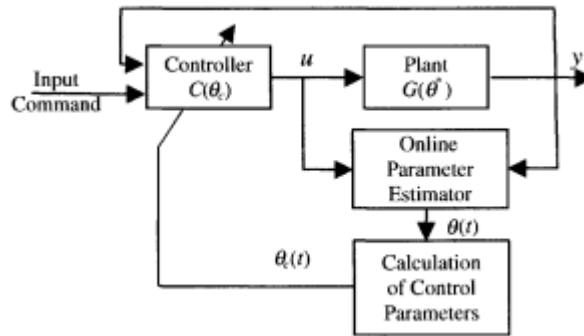 Input
Command
Controller
C(θc)
u
Plant
G(θ*)
y
Online
Parameter
Estimator
θ(t)
θc(t)
Calculation
of Control
Parameters